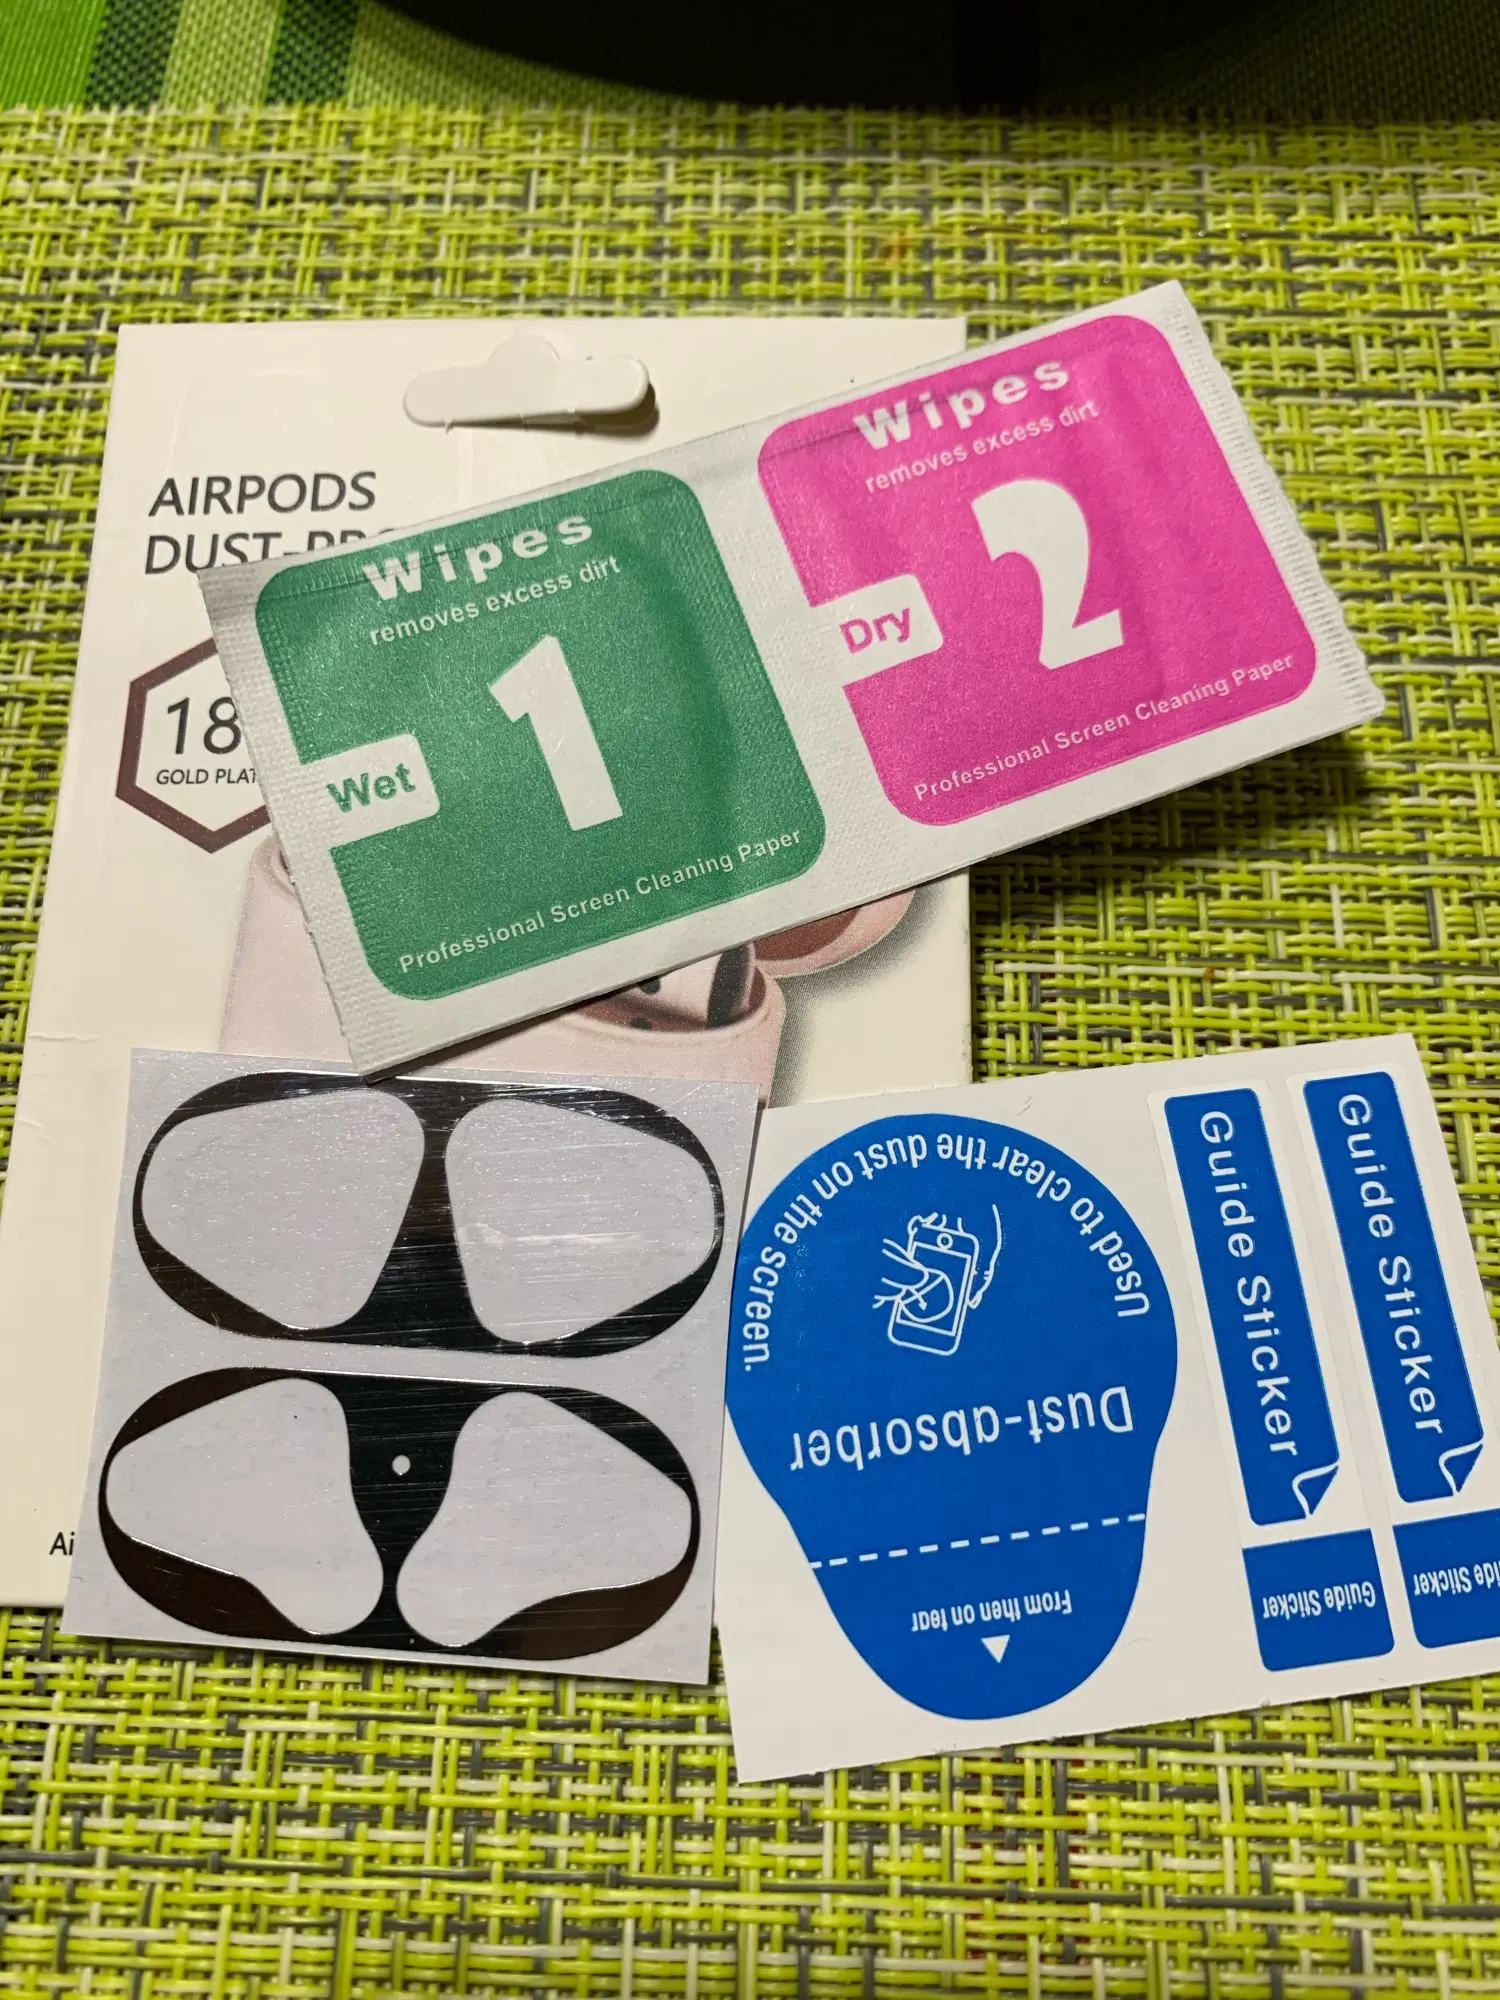 AIRPODS
18
GOLD
Ai
Wipes
removes excess dirt
1
Wet
Professional Screen Cleaning Paper
Wipes
removes excess dirt
2
Dry
Professional Screen Cleaning Paper
Used to clear the dust on the screen.
Dust-absorber
From then on tear
Guide Sticker
Guide Sticker
Guide Sticker
Sticker